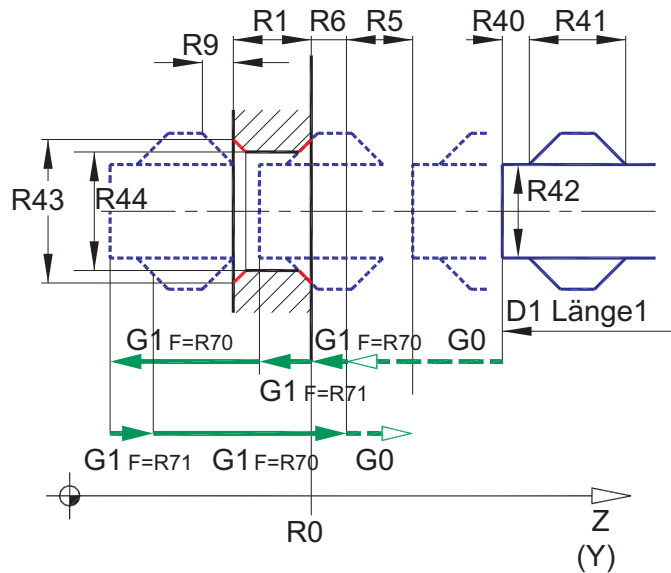 R1 R6 R5 R40 R41
R9
R43
R44
R42
D1 Länge1
G1 F=R70 G1 F=R70 G0
G1 F=R71
G1 F=R71 G1 F=R70 G0
R0
Z
(Y)